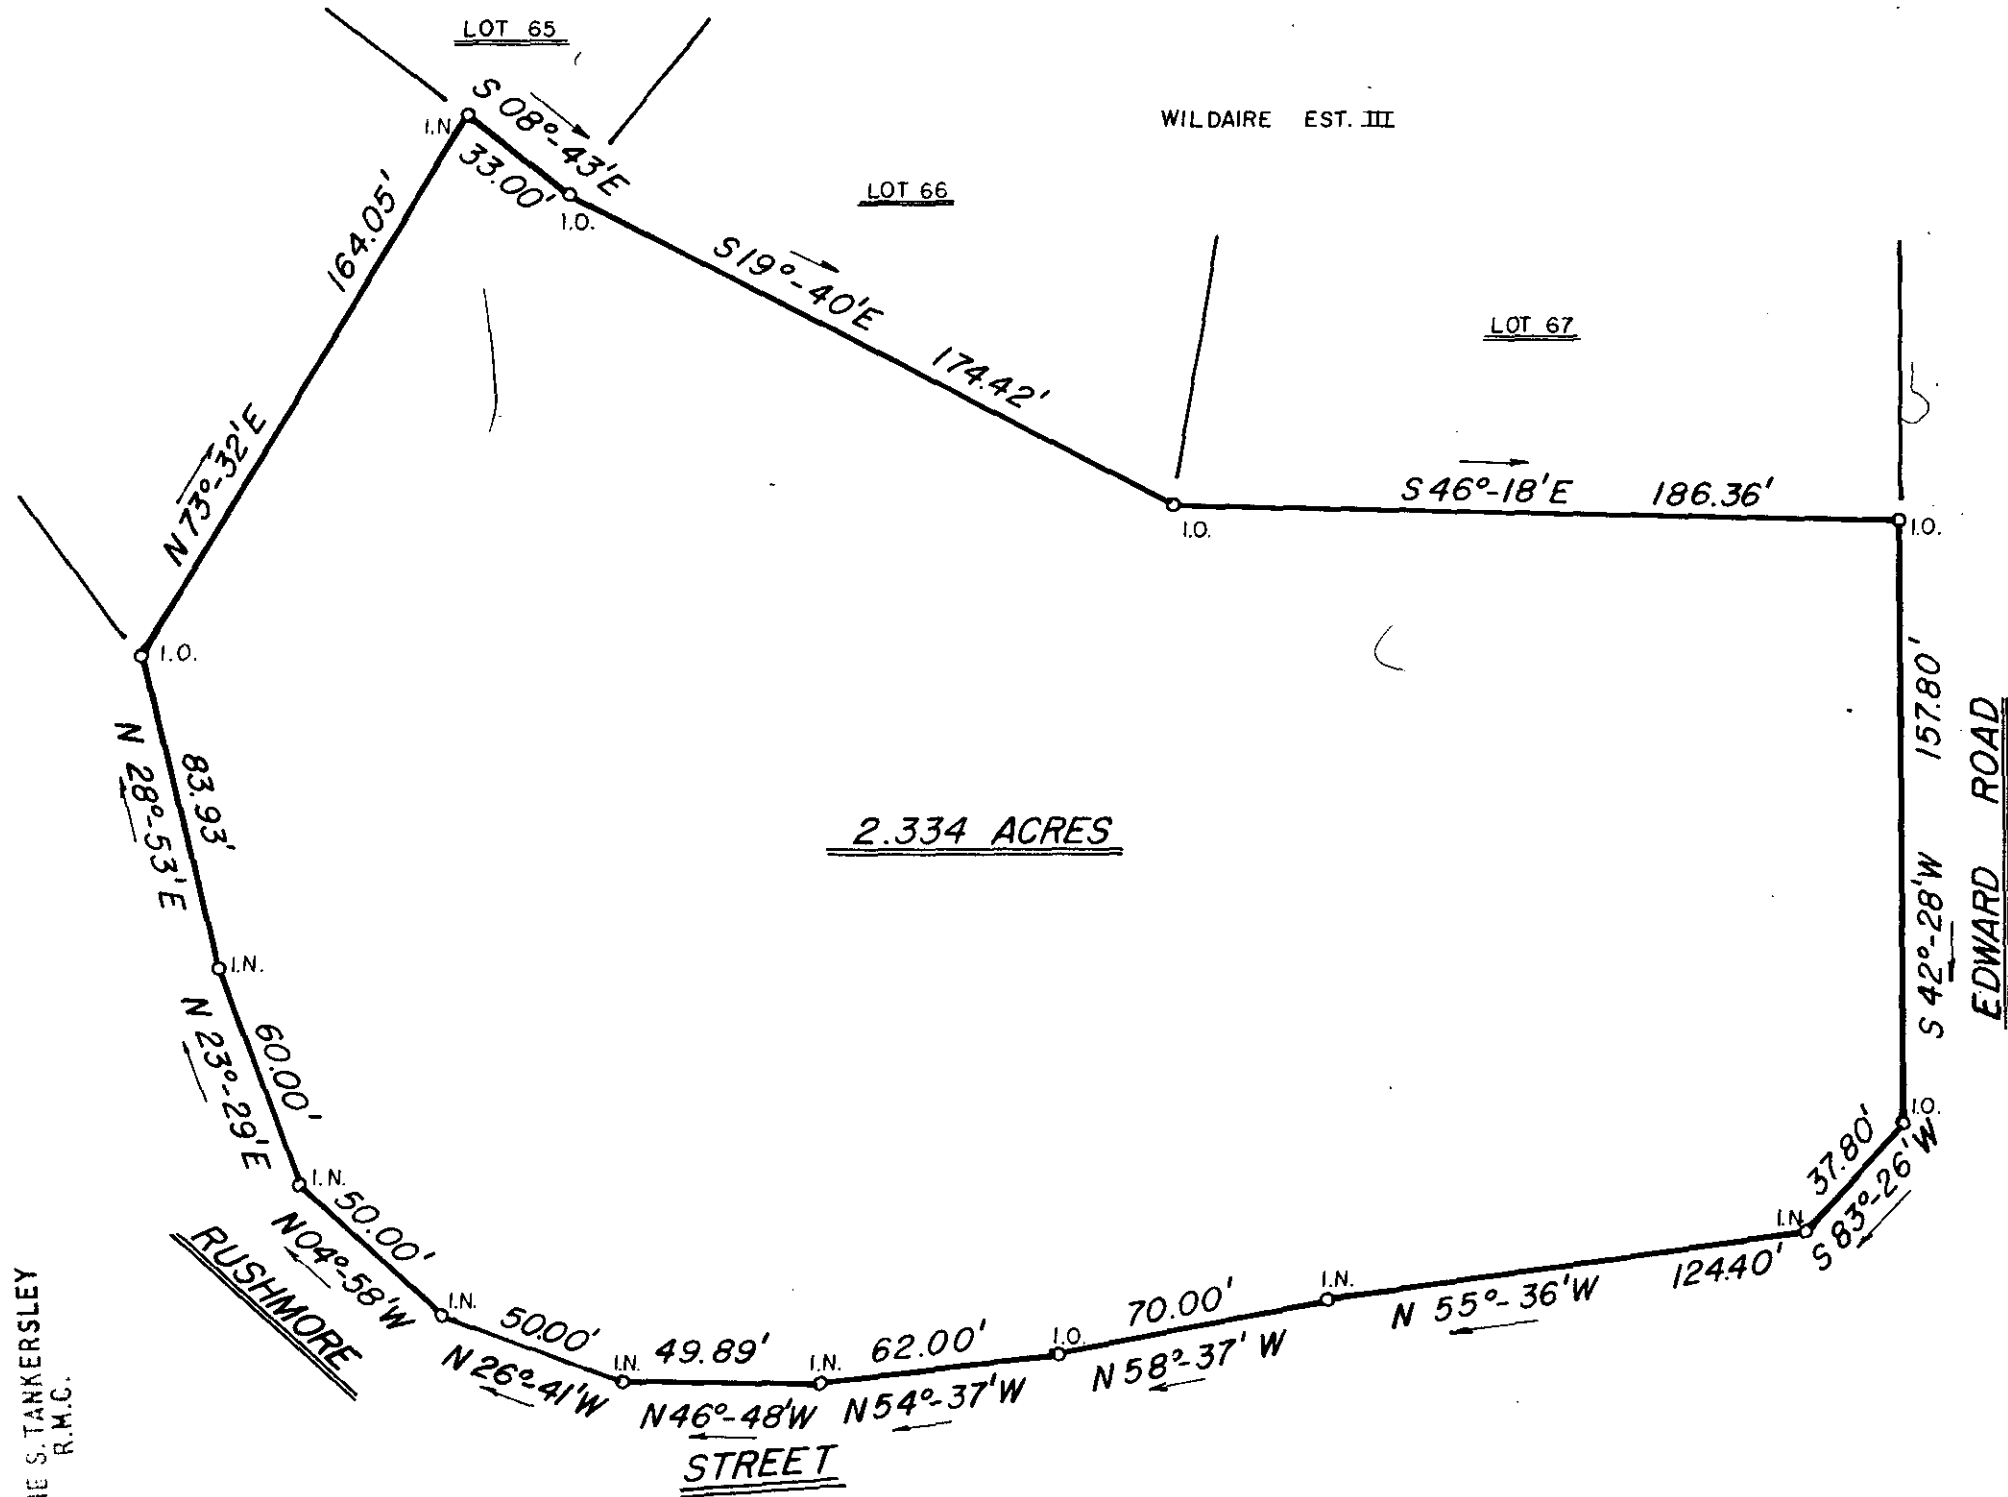 LOT 65
WILDAIRE EST. III
LOT 66
LOT 67
I.N.
S 08°-43'E
33.00'
I.O.
S 19°-40'E
174.42'
I.O.
S 46°-18'E 186.36'
I.O.
157.80'
S 42°-28'W
EDWARD ROAD
I.O.
37.80'
S 83°-26'W
I.N.
124.40'
N 55°-36'W
I.N.
70.00'
N 58°-37'W
I.O.
62.00'
N 54°-37'W
I.N.
49.89'
N 46°-48'W
I.N.
50.00'
N 26°-41'W
I.N.
50.00'
N 04°-58'W
I.N.
60.00'
N 23°-29'E
I.N.
83.93'
N 28°-53'E
I.O.
N 73°-32'E
164.05'
2.334 ACRES
RUSHMORE
STREET
S. TANKERSLEY
R.M.C.